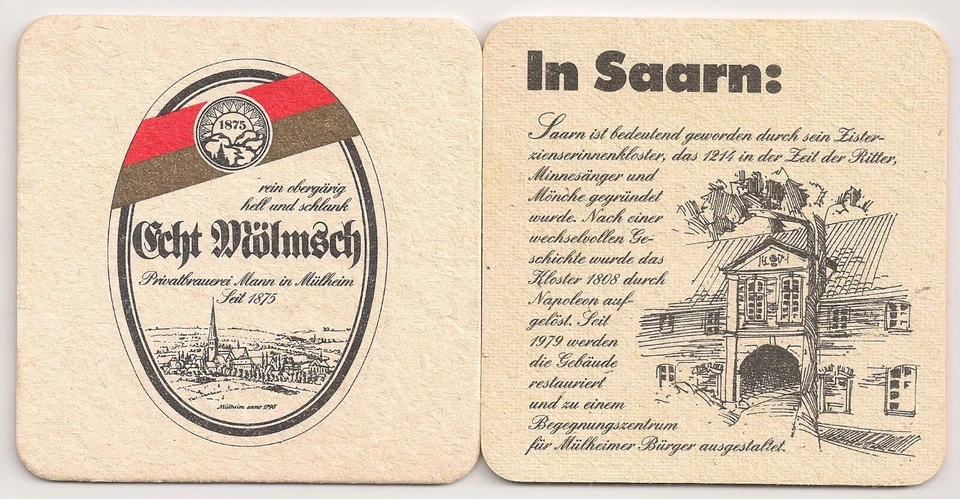 1875
rein obergärig
hell und schlank
Echt Mölmsch
Privatbrauerei Mann in Mülheim
Seit 1875
Mülheim anno 1790
In Saarn:
Saarn ist bedeutend geworden durch sein Zister-
zienserinnenkloster, das 1214 in der Zeit der Ritter,
Minnesänger und
Mönche gegründet
wurde. Nach einer
wechselvollen Ge-
schichte wurde das
Kloster 1808 durch
Napoleon auf-
gelöst. Seit
1979 werden
die Gebäude
restauriert
und zu einem
Begegnungszentrum
für Mülheimer Bürger ausgestaltet.